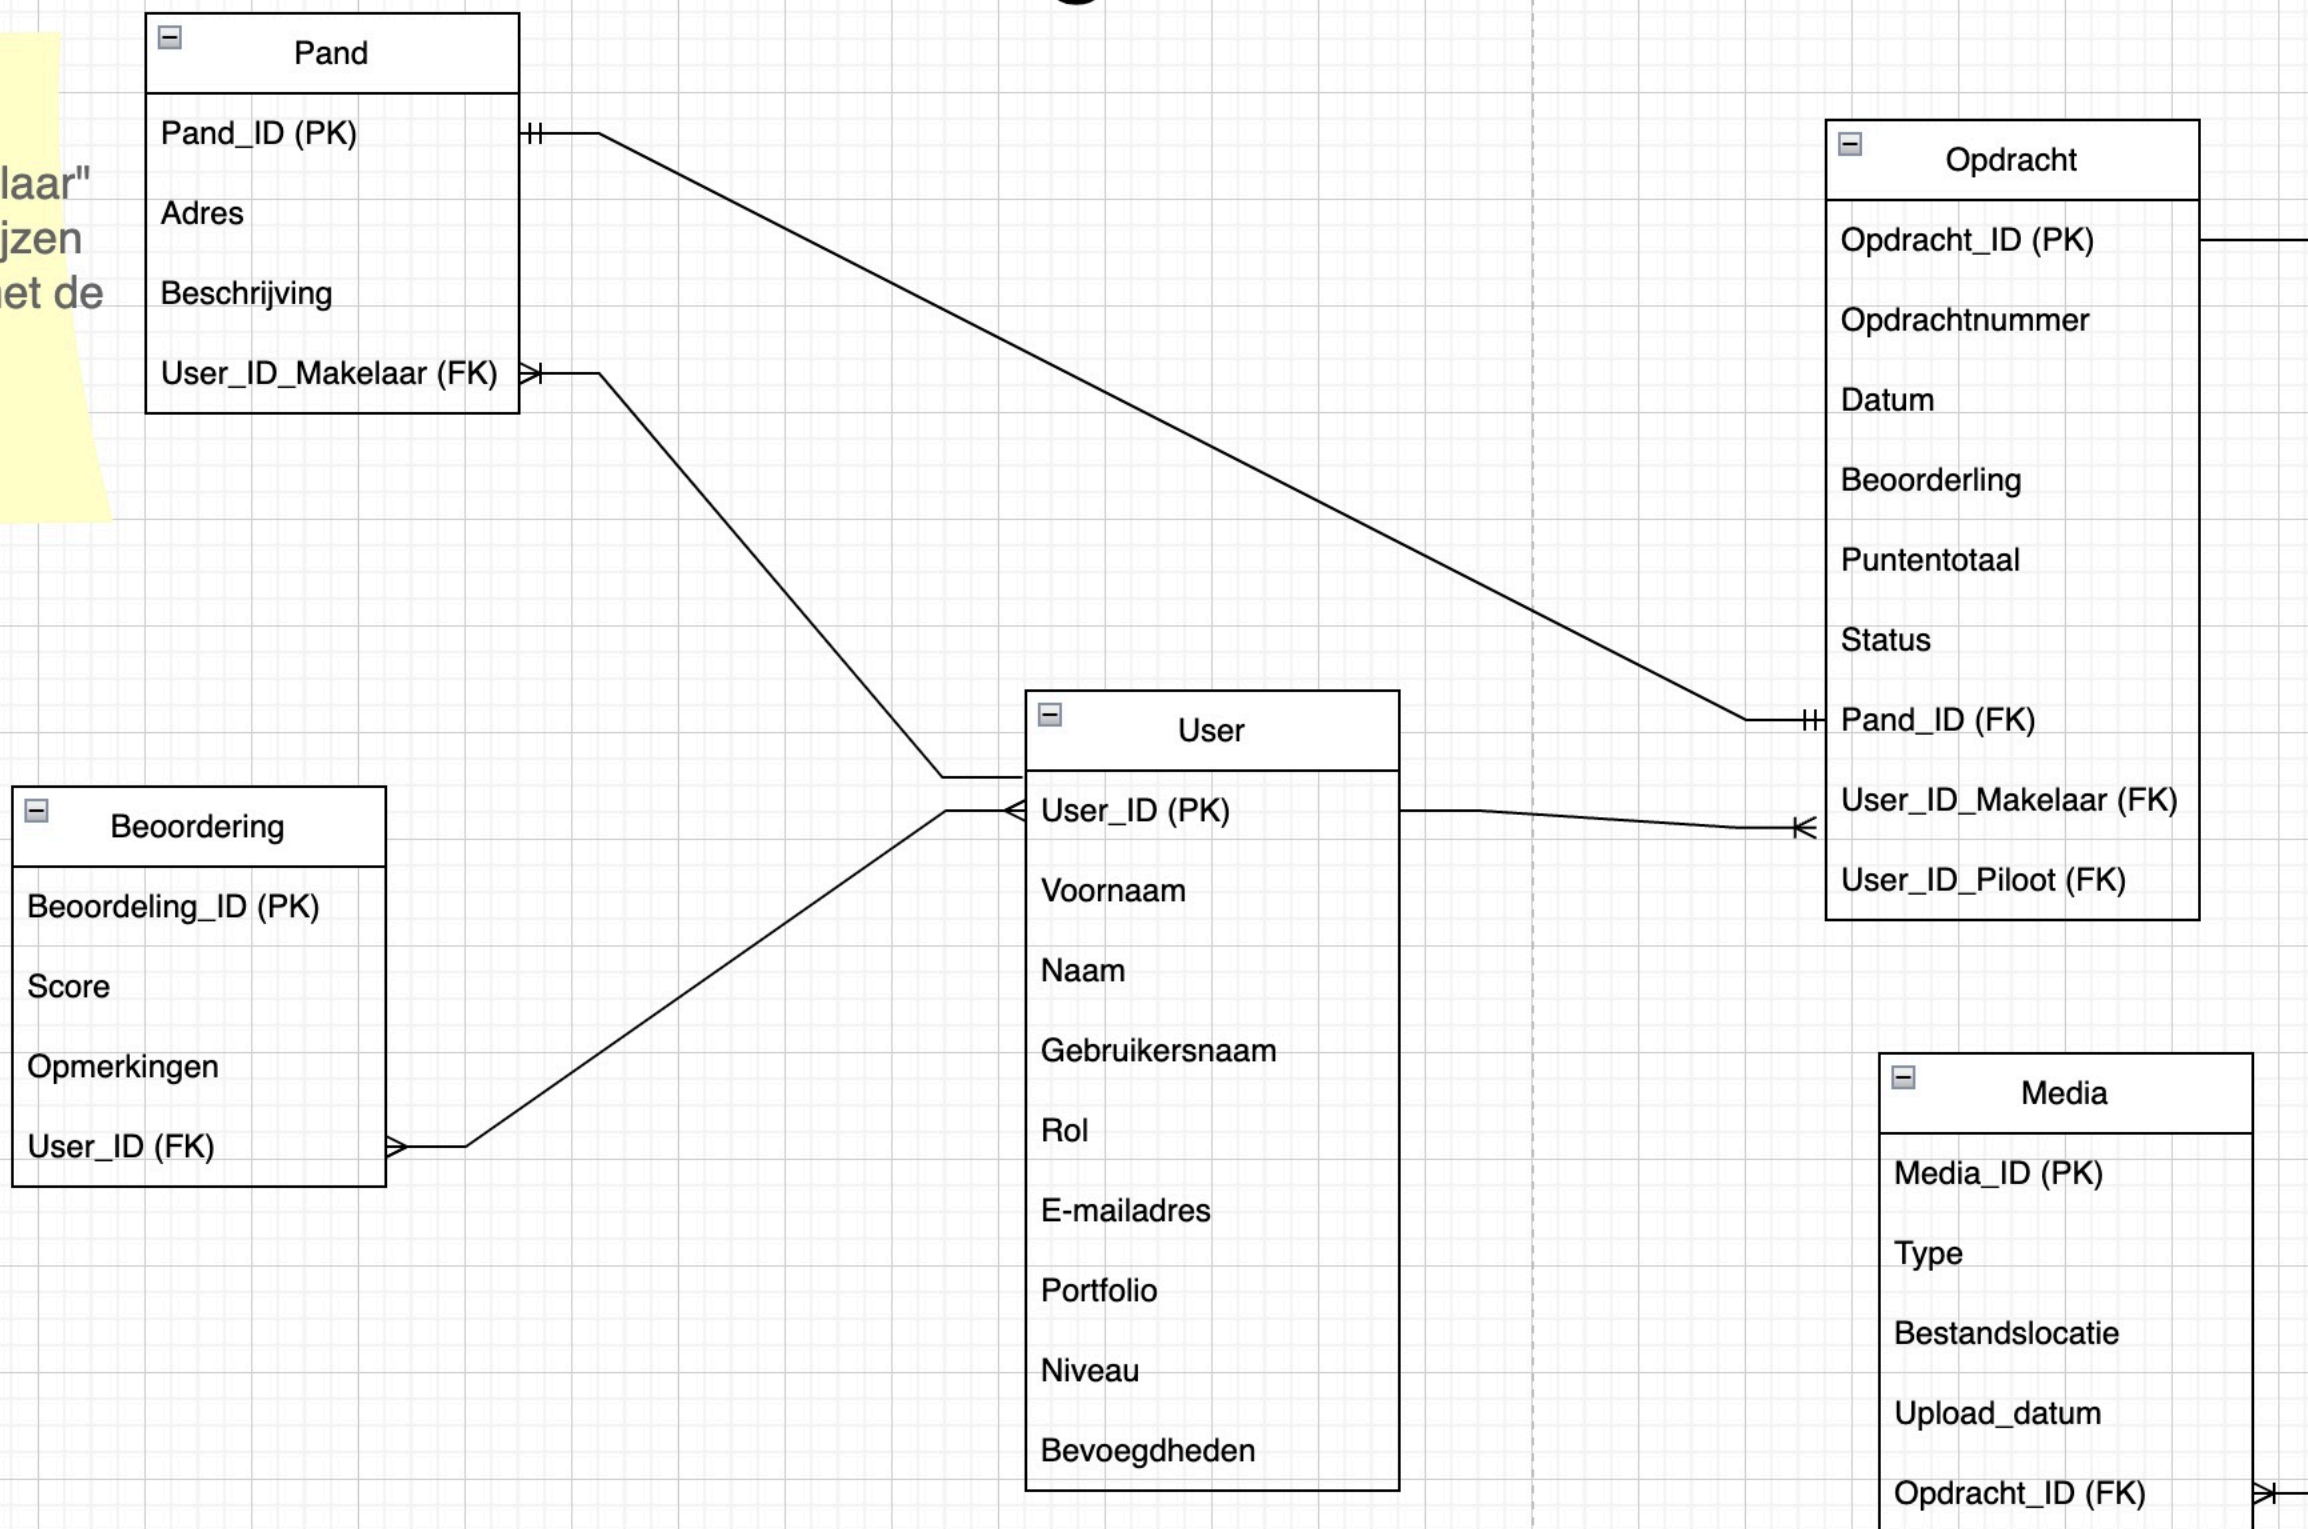 laar"
ijzen
et de
Pand
Pand_ID (PK)
Adres
Beschrijving
User_ID_Makelaar (FK)
Opdracht
Opdracht_ID (PK)
Opdrachtnummer
Datum
Beoorderling
Puntentotaal
Status
Pand_ID (FK)
User_ID_Makelaar (FK)
User_ID_Piloot (FK)
User
User_ID (PK)
Voornaam
Naam
Gebruikersnaam
Rol
E-mailadres
Portfolio
Niveau
Bevoegdheden
Beoordering
Beoordeling_ID (PK)
Score
Opmerkingen
User_ID (FK)
Media
Media_ID (PK)
Type
Bestandslocatie
Upload_datum
Opdracht_ID (FK)